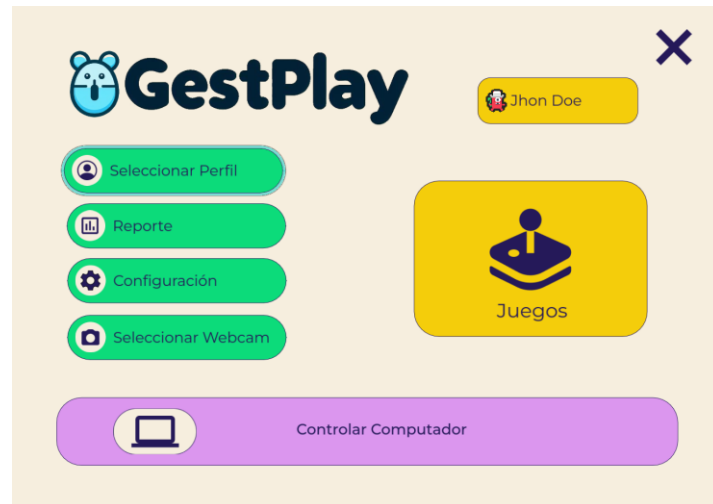 GestPlay
Jhon Doe
Seleccionar Perfil
Reporte
Configuración
Seleccionar Webcam
Juegos
Controlar Computador